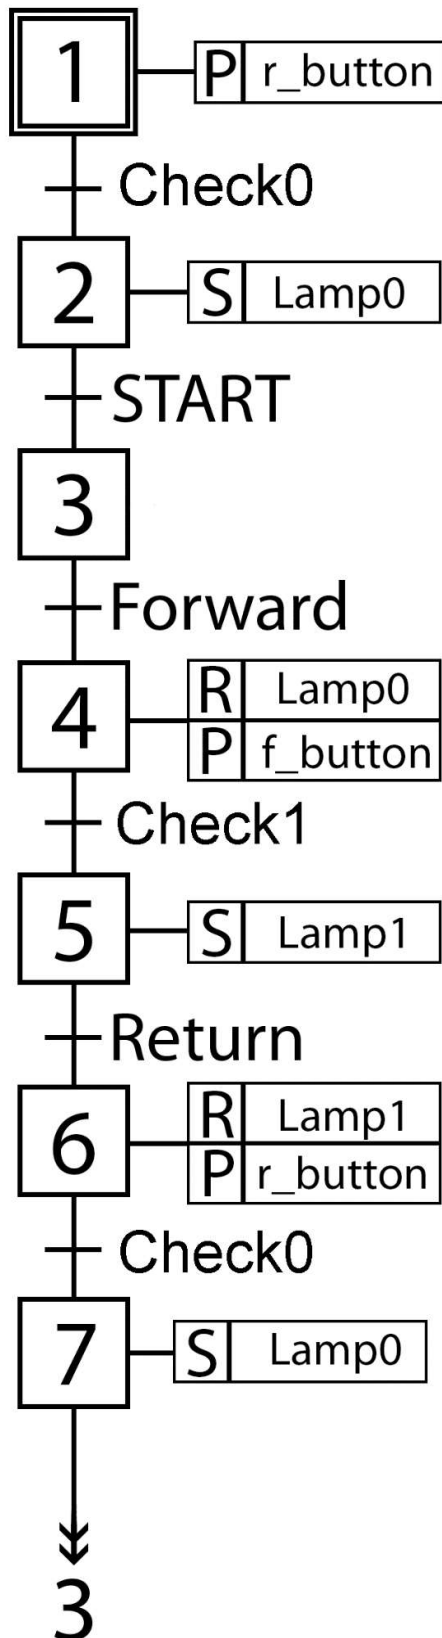 1 P r_button
Check0
2 S Lamp0
START
3
Forward
R Lamp0
4
P f_button
Check1
5 S Lamp1
Return
R Lamp1
6
P r_button
Check0
7 S Lamp0
3